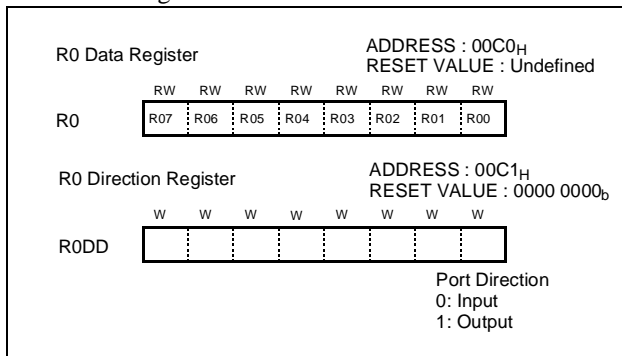 R0 Data Register
ADDRESS : 00C0H
RESET VALUE : Undefined
RW RW RW RW RW RW RW RW
R0 R07 R06 R05 R04 R03 R02 R01 R00
R0 Direction Register
ADDRESS : 00C1H
RESET VALUE : 0000 0000b
W W W W W W W W
R0DD
Port Direction
0: Input
1: Output